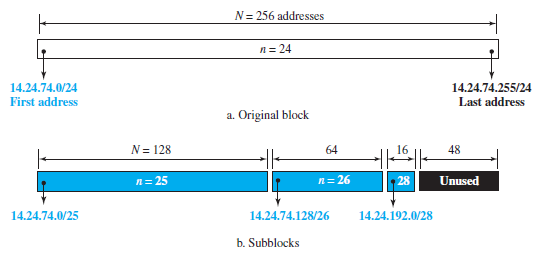 N = 256 addresses
n = 24
14.24.74.0/24
First address
14.24.74.255/24
Last address
a. Original block
N = 128
64
16
48
n = 25
n = 26
28
Unused
14.24.74.0/25
14.24.74.128/26
14.24.192.0/28
b. Subblocks